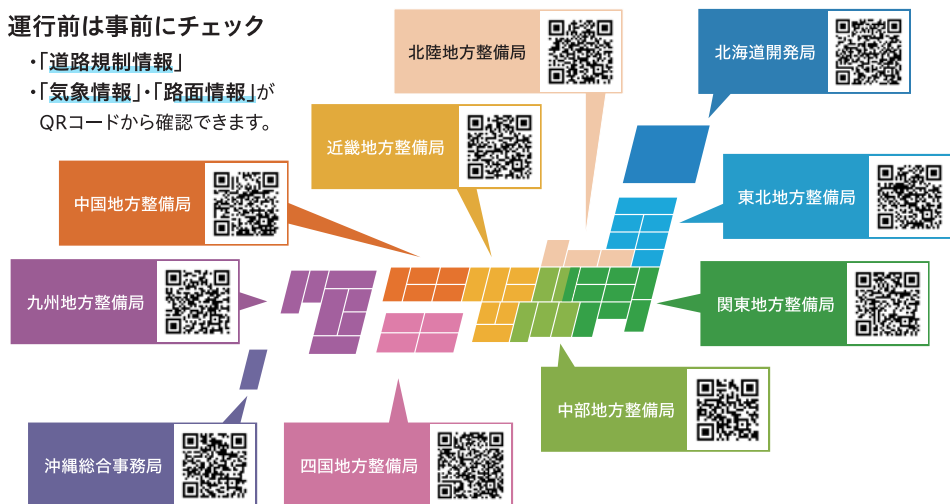 運行前は事前にチェック
・「道路規制情報」
・「気象情報」・「路面情報」が
QRコードから確認できます。
北陸地方整備局
北海道開発局
近畿地方整備局
中国地方整備局
東北地方整備局
九州地方整備局
関東地方整備局
中部地方整備局
沖縄総合事務局
四国地方整備局